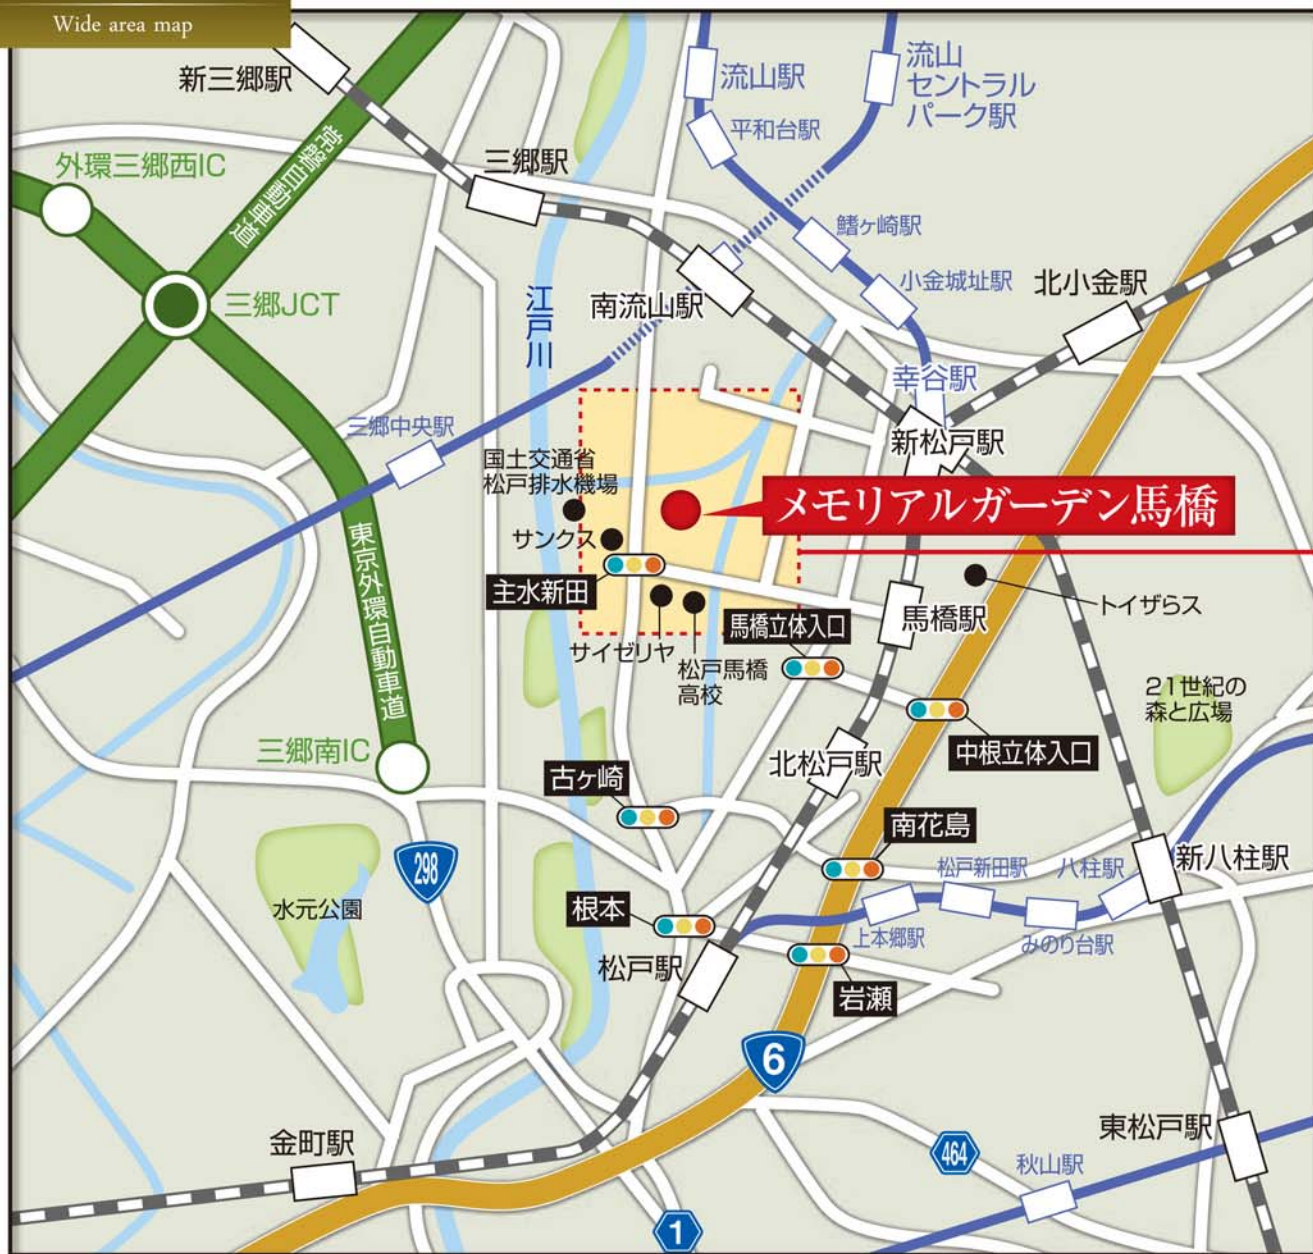 Wide area map
新三郷駅
流山駅
流山
セントラル
パーク駅
平和台駅
外環三郷西IC
常磐自動車道
三郷駅
鰭ヶ崎駅
小金城址駅
北小金駅
三郷JCT
江戸川
南流山駅
幸谷駅
三郷中央駅
新松戸駅
国土交通省
松戸排水機場
メモリアルガーデン馬橋
サンクス
東京外環自動車道
主水新田
トイザらス
馬橋駅
馬橋立体入口
サイゼリヤ
松戸馬橋
高校
21世紀の
森と広場
三郷南IC
北松戸駅
中根立体入口
古ヶ崎
南花島
298
松戸新田駅
八柱駅
新八柱駅
水元公園
根本
上本郷駅
みのり台駅
松戸駅
岩瀬
6
金町駅
東松戸駅
464
秋山駅
1